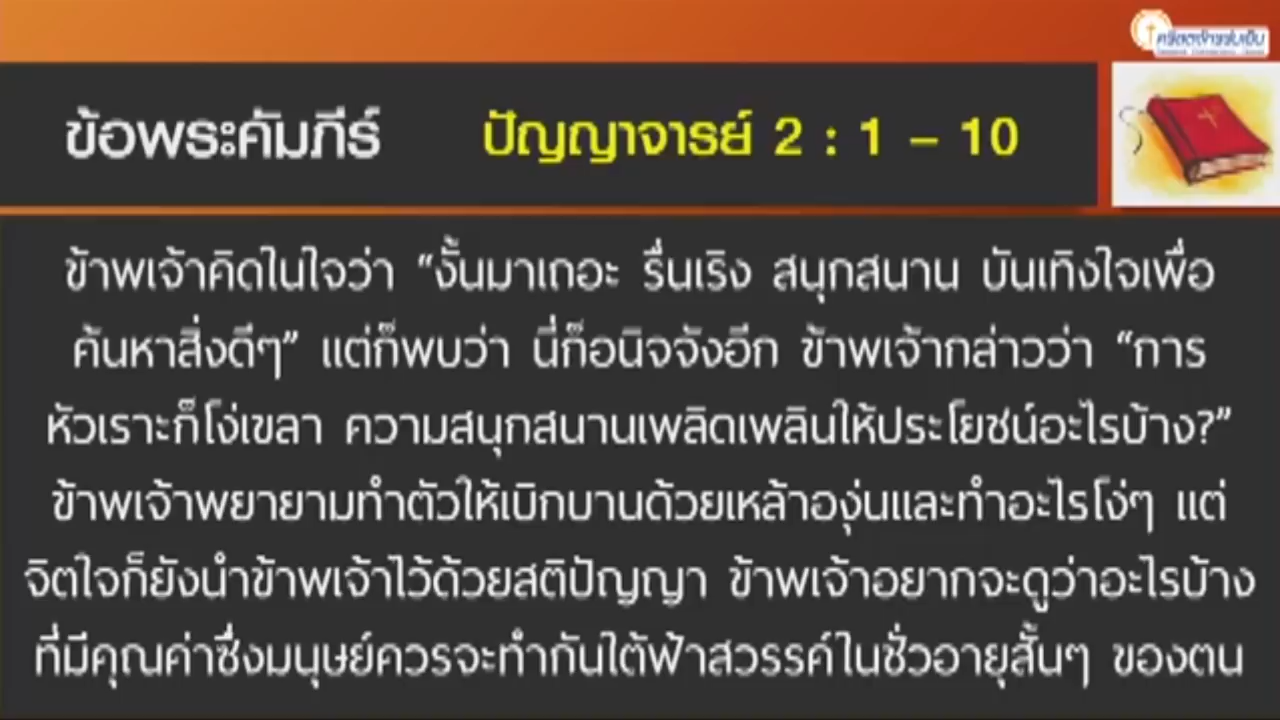 คริสตจักรร่มเย็น
ข้อพระคัมภีร์ ปัญญาจารย์ 2 : 1 – 10
ข้าพเจ้าคิดในใจว่า “งั้นมาเถอะ รื่นเริง สนุกสนาน บันเทิงใจเพื่อ
ค้นหาสิ่งดีๆ” แต่ก็พบว่า นี่ก็อนิจจังอีก ข้าพเจ้ากล่าวว่า “การ
หัวเราะก็โง่เขลา ความสนุกสนานเพลิดเพลินให้ประโยชน์อะไรบ้าง?”
ข้าพเจ้าพยายามทำตัวให้เบิกบานด้วยเหล้าองุ่นและทำอะไรโง่ๆ แต่
จิตใจก็ยังนำข้าพเจ้าไว้ด้วยสติปัญญา ข้าพเจ้าอยากจะดูว่าอะไรบ้าง
ที่มีคุณค่าซึ่งมนุษย์ควรจะทำกันใต้ฟ้าสวรรค์ในชั่วอายุสั้นๆ ของตน